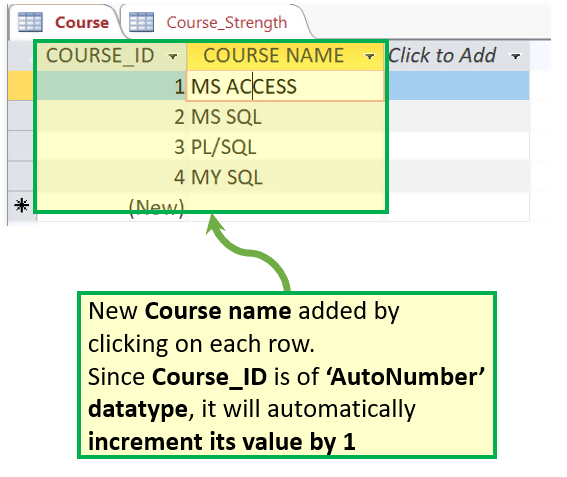 Course Course_Strength
COURSE_ID COURSE NAME Click to Add
1 MS ACCESS
2 MS SQL
3 PL/SQL
4 MY SQL
* (New)
New Course name added by
clicking on each row.
Since Course_ID is of ‘AutoNumber’
datatype, it will automatically
increment its value by 1